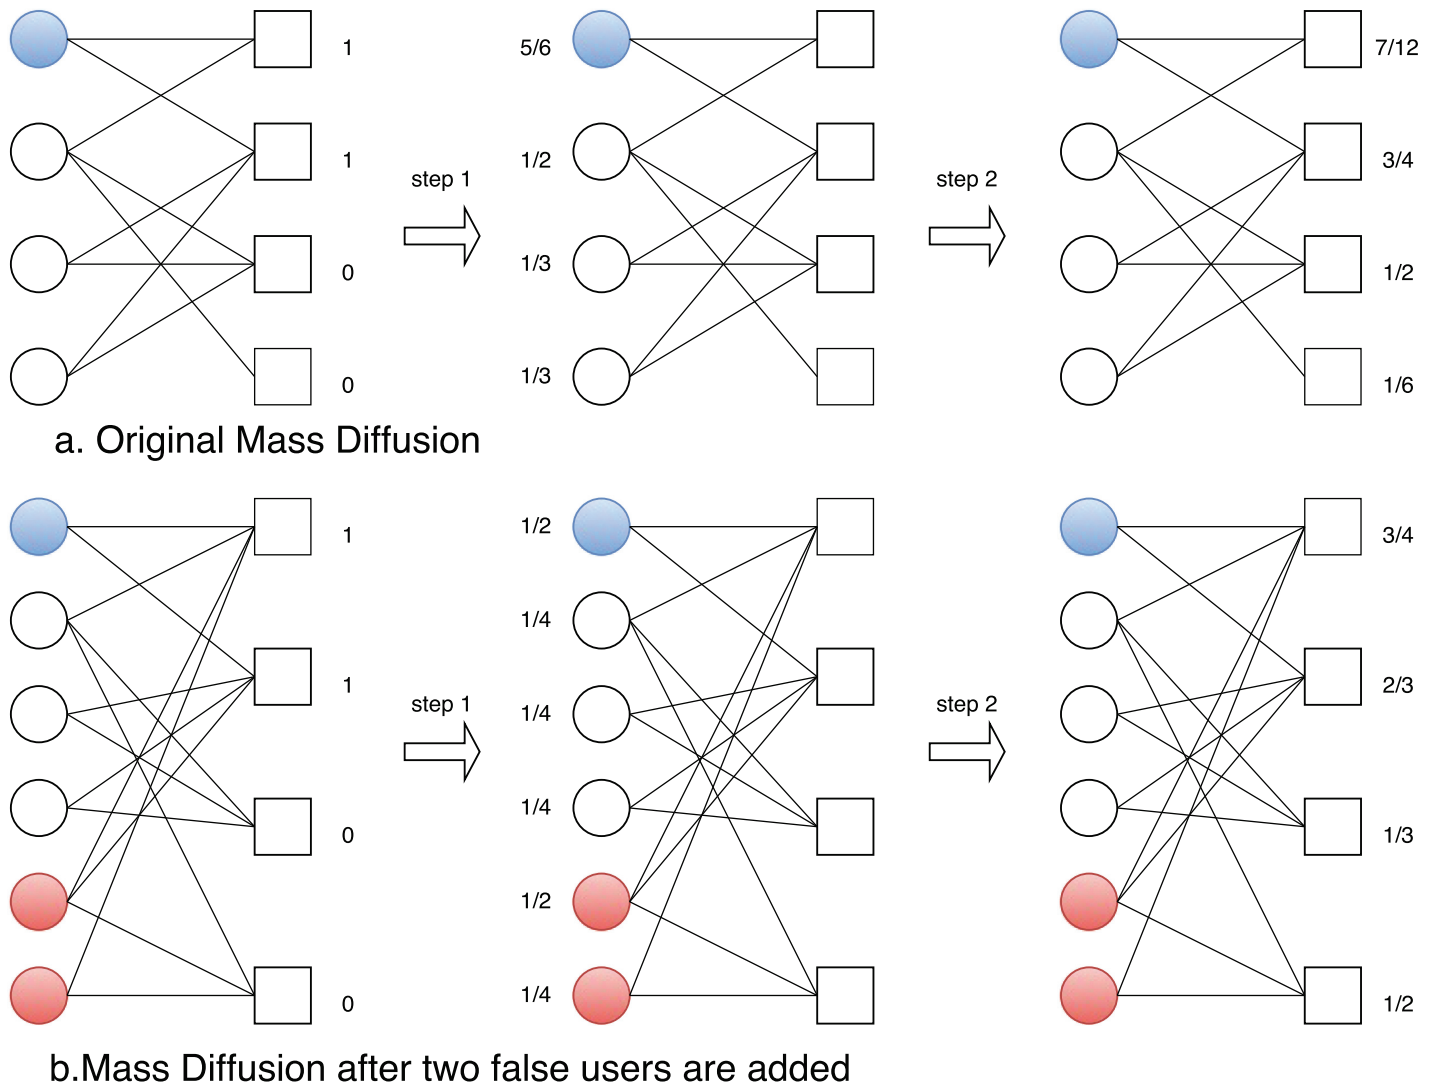 1 5/6 7/12
1 1/2 3/4
step 1 step 2
0 1/3 1/2
0 1/3 1/6
a. Original Mass Diffusion
1 1/2 3/4
1/4
1 1/4 2/3
step 1 step 2
0 1/4 1/3
1/2
0 1/4 1/2
b.Mass Diffusion after two false users are added